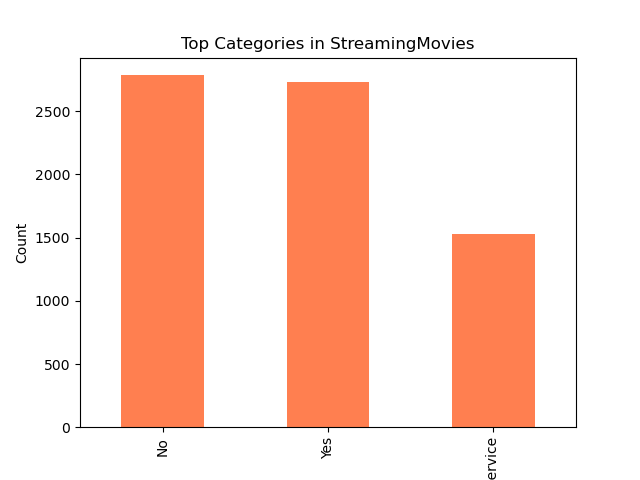 Top Categories in StreamingMovies
Count
2500
2000
1500
1000
500
0
No
Yes
ervice